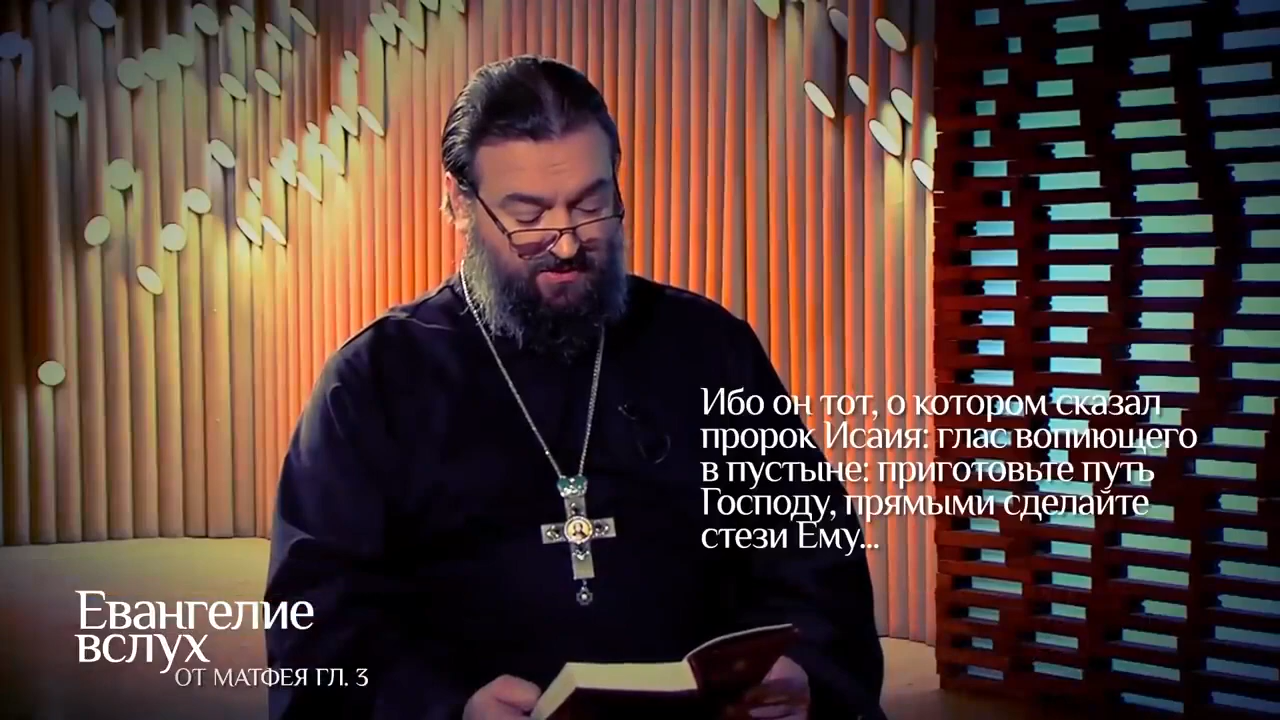 Ибо он тот, о котором сказал
пророк Исаия: глас вопиющего
в пустыне: приготовьте путь
Господу, прямыми сделайте
стези Ему...
Евангелие
вслух
ОТ МАТФЕЯ ГЛ. 3